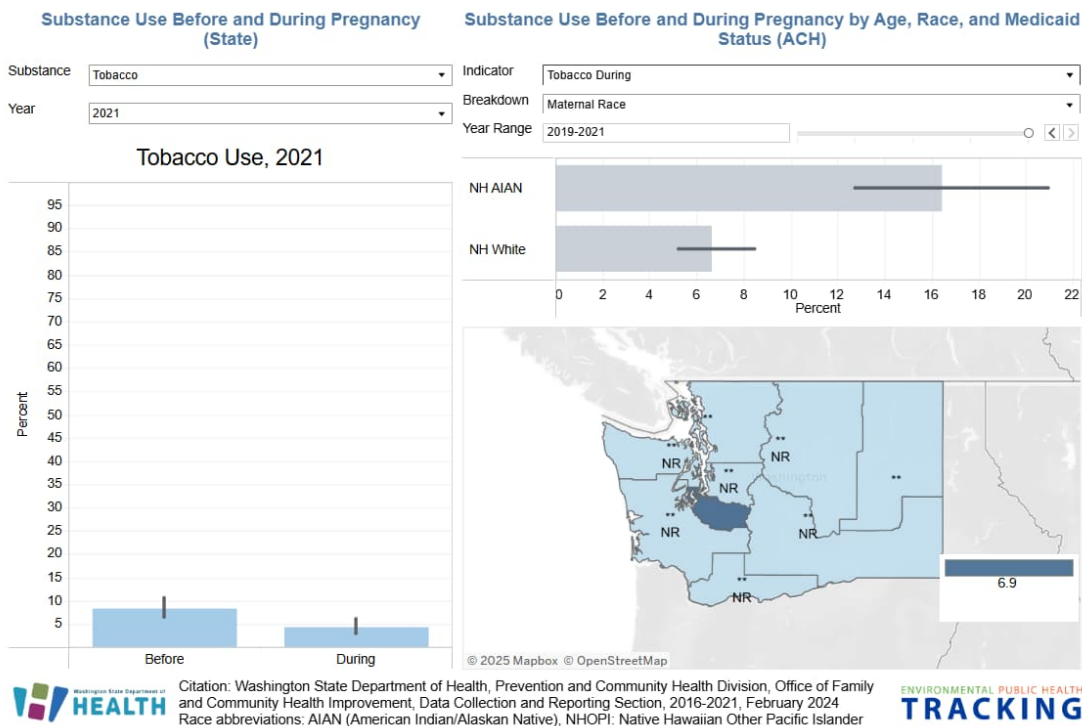 Substance Use Before and During Pregnancy
(State)
Substance
Tobacco
Year
2021
Tobacco Use, 2021
Percent
95
90
85
80
75
70
65
60
55
50
45
40
35
30
25
20
15
10
5
Before
During
Substance Use Before and During Pregnancy by Age, Race, and Medicaid
Status (ACH)
Indicator
Tobacco During
Breakdown
Maternal Race
Year Range
2019-2021
NH AIAN
NH White
0 2 4 6 8 10 12 14 16 18 20 22
Percent
**
**
NR
**
NR
**
NR
**
Washington
**
NR
**
NR
**
NR
6.9
© 2025 Mapbox © OpenStreetMap
Washington State Department of
HEALTH
Citation: Washington State Department of Health, Prevention and Community Health Division, Office of Family
and Community Health Improvement, Data Collection and Reporting Section, 2016-2021, February 2024
Race abbreviations: AIAN (American Indian/Alaskan Native), NHOPI: Native Hawaiian Other Pacific Islander
ENVIRONMENTAL PUBLIC HEALTH
TRACKING